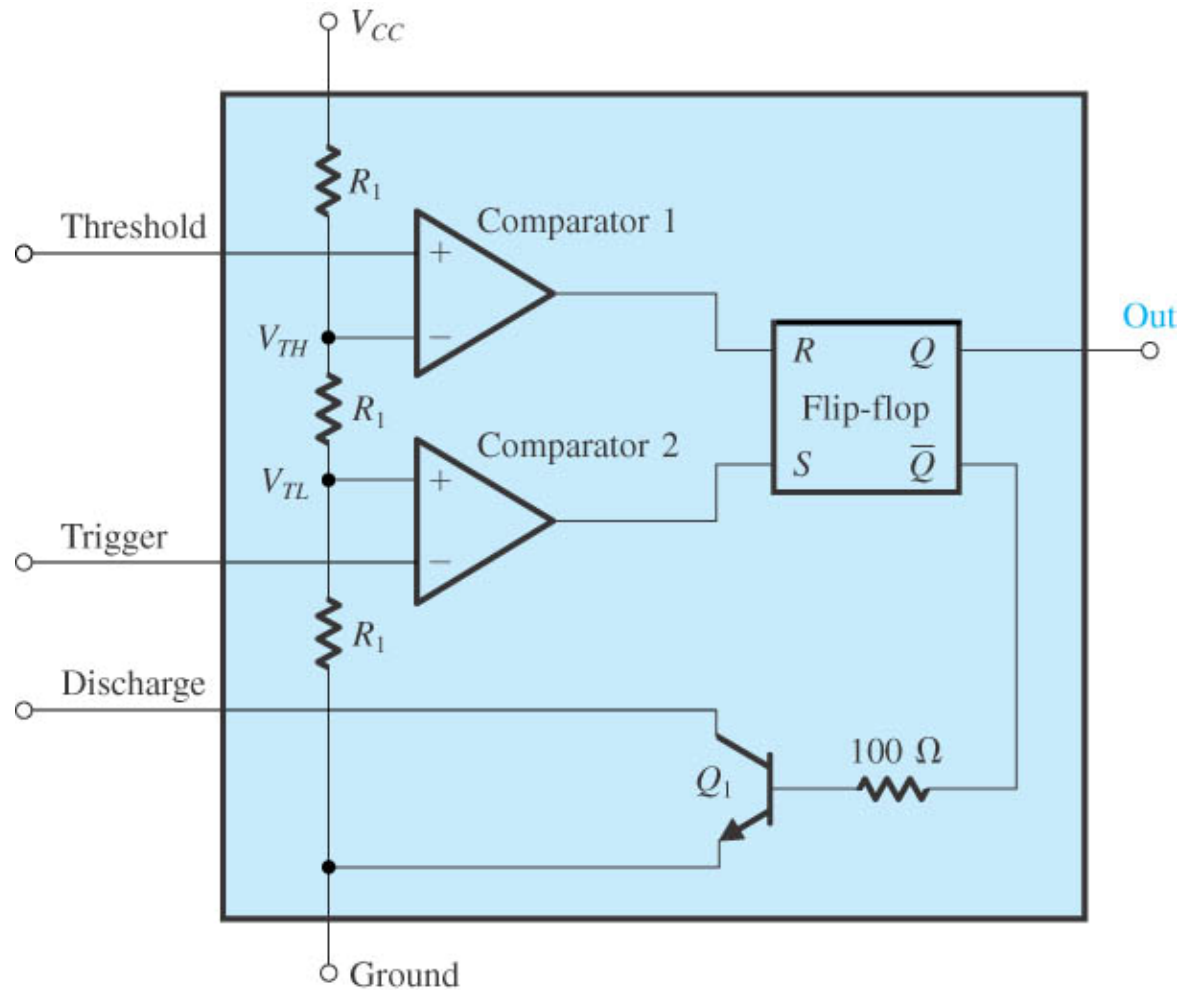 V_CC
R_1
Threshold
Comparator 1
+
−
V_TH
Out
R Q
Flip-flop
S Q̅
R_1
Comparator 2
V_TL
+
−
Trigger
R_1
Discharge
100 Ω
Q_1
Ground